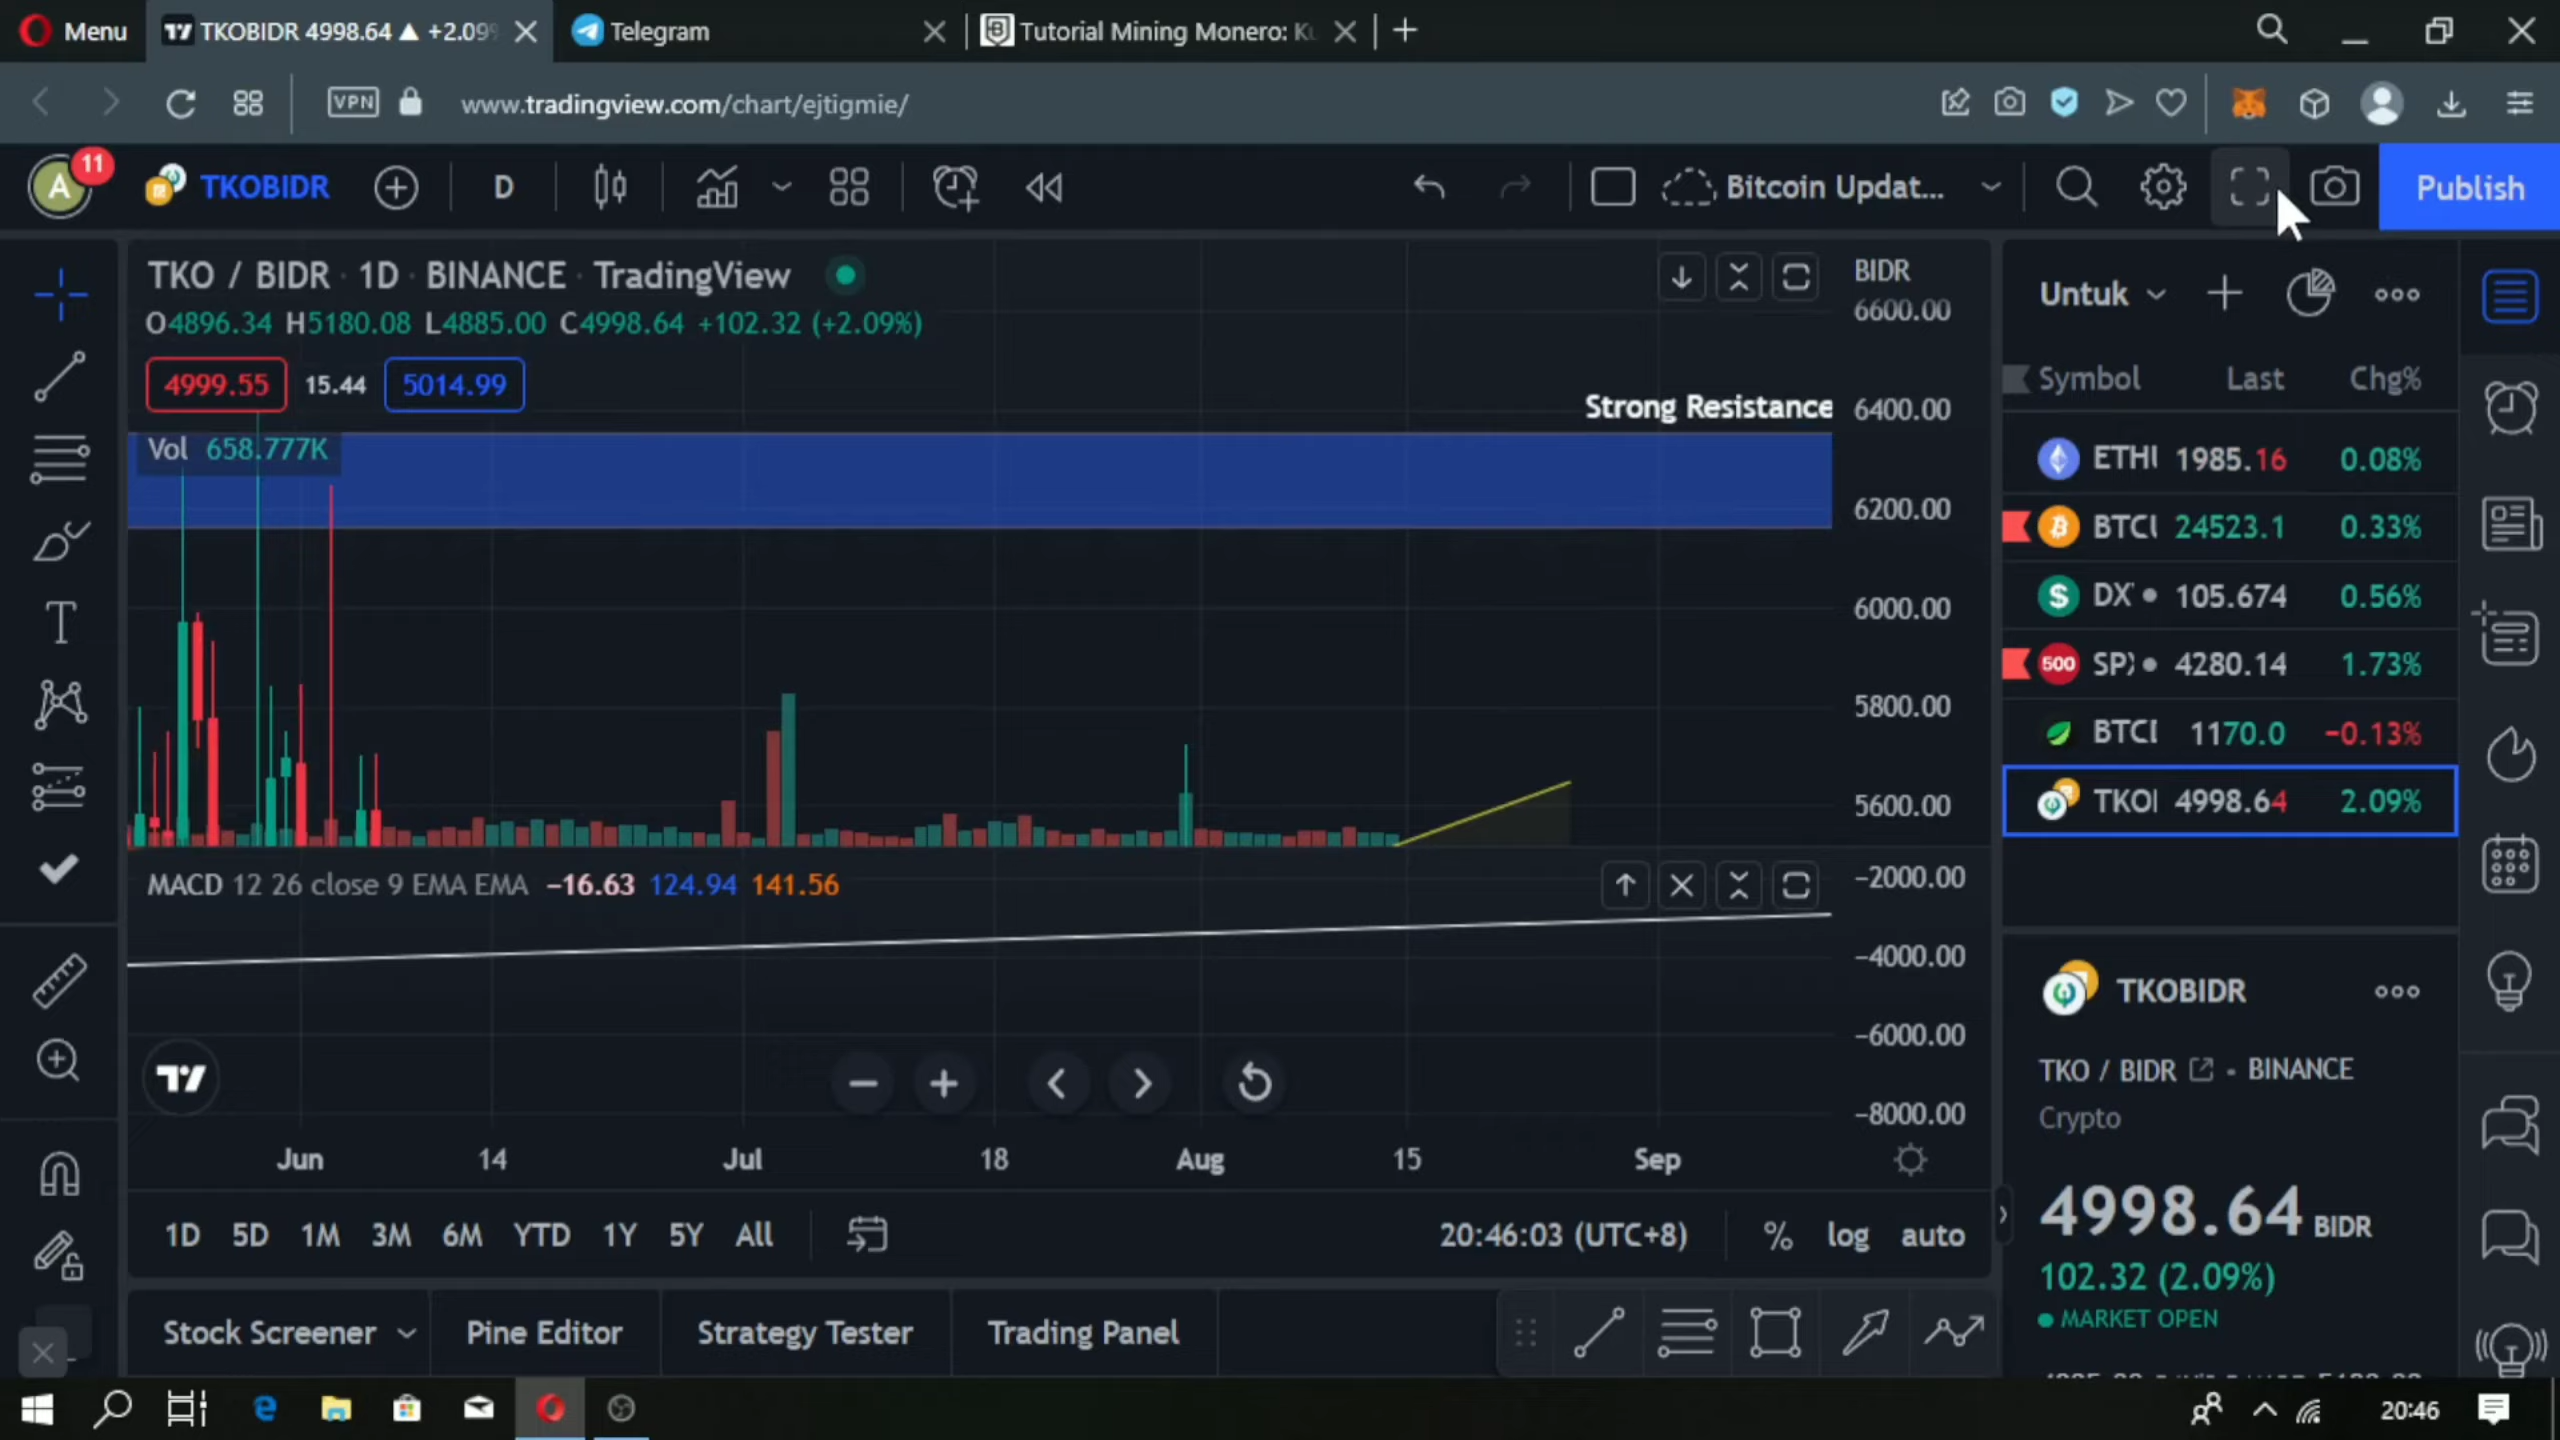 Menu
TKOBIDR 4998.64 ▲ +2.09%
Telegram
Tutorial Mining Monero: Ku
VPN
www.tradingview.com/chart/ejtigmie/
A
11
TKOBIDR
D
Bitcoin Updat...
Publish
TKO / BIDR · 1D · BINANCE · TradingView
O4896.34 H5180.08 L4885.00 C4998.64 +102.32 (+2.09%)
4999.55 15.44 5014.99
Vol 658.777K
Strong Resistance
BIDR
6600.00
6400.00
6200.00
6000.00
5800.00
5600.00
MACD 12 26 close 9 EMA EMA −16.63 124.94 141.56
−2000.00
−4000.00
−6000.00
−8000.00
Jun 14 Jul 18 Aug 15 Sep
1D 5D 1M 3M 6M YTD 1Y 5Y All
20:46:03 (UTC+8) % log auto
Stock Screener Pine Editor Strategy Tester Trading Panel
Untuk
Symbol Last Chg%
ETHU 1985.16 0.08%
BTCU 24523.1 0.33%
DXY 105.674 0.56%
500 SPX 4280.14 1.73%
BTCD 1170.0 −0.13%
TKOI 4998.64 2.09%
TKOBIDR
TKO / BIDR - BINANCE
Crypto
4998.64 BIDR
102.32 (2.09%)
MARKET OPEN
20:46